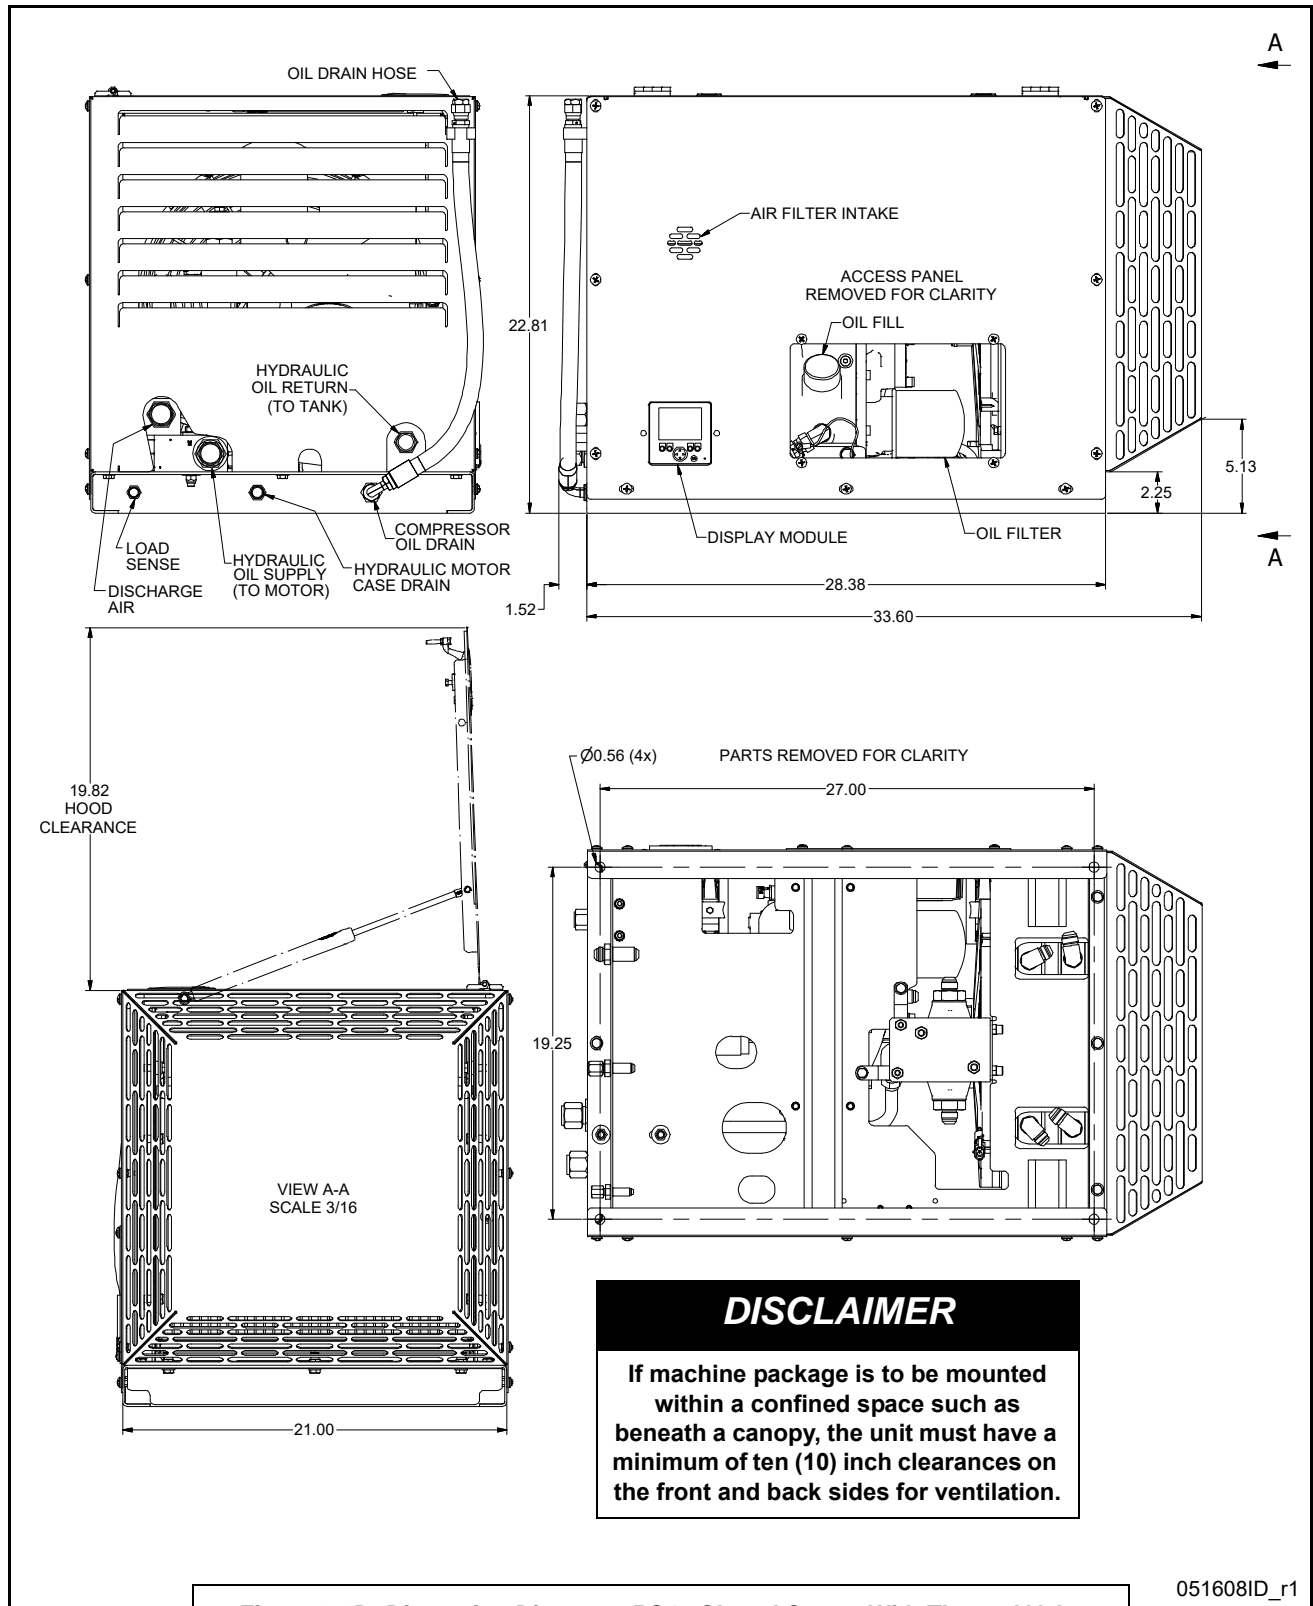 A
OIL DRAIN HOSE
AIR FILTER INTAKE
ACCESS PANEL
REMOVED FOR CLARITY
OIL FILL
22.81
HYDRAULIC
OIL RETURN
(TO TANK)
5.13
2.25
LOAD
SENSE
DISCHARGE
AIR
HYDRAULIC
OIL SUPPLY
(TO MOTOR)
COMPRESSOR
OIL DRAIN
HYDRAULIC MOTOR
CASE DRAIN
DISPLAY MODULE
OIL FILTER
A
1.52
28.38
33.60
19.82
HOOD
CLEARANCE
Ø0.56 (4x)
PARTS REMOVED FOR CLARITY
27.00
19.25
VIEW A-A
SCALE 3/16
21.00
DISCLAIMER
If machine package is to be mounted
within a confined space such as
beneath a canopy, the unit must have a
minimum of ten (10) inch clearances on
the front and back sides for ventilation.
051608ID_r1